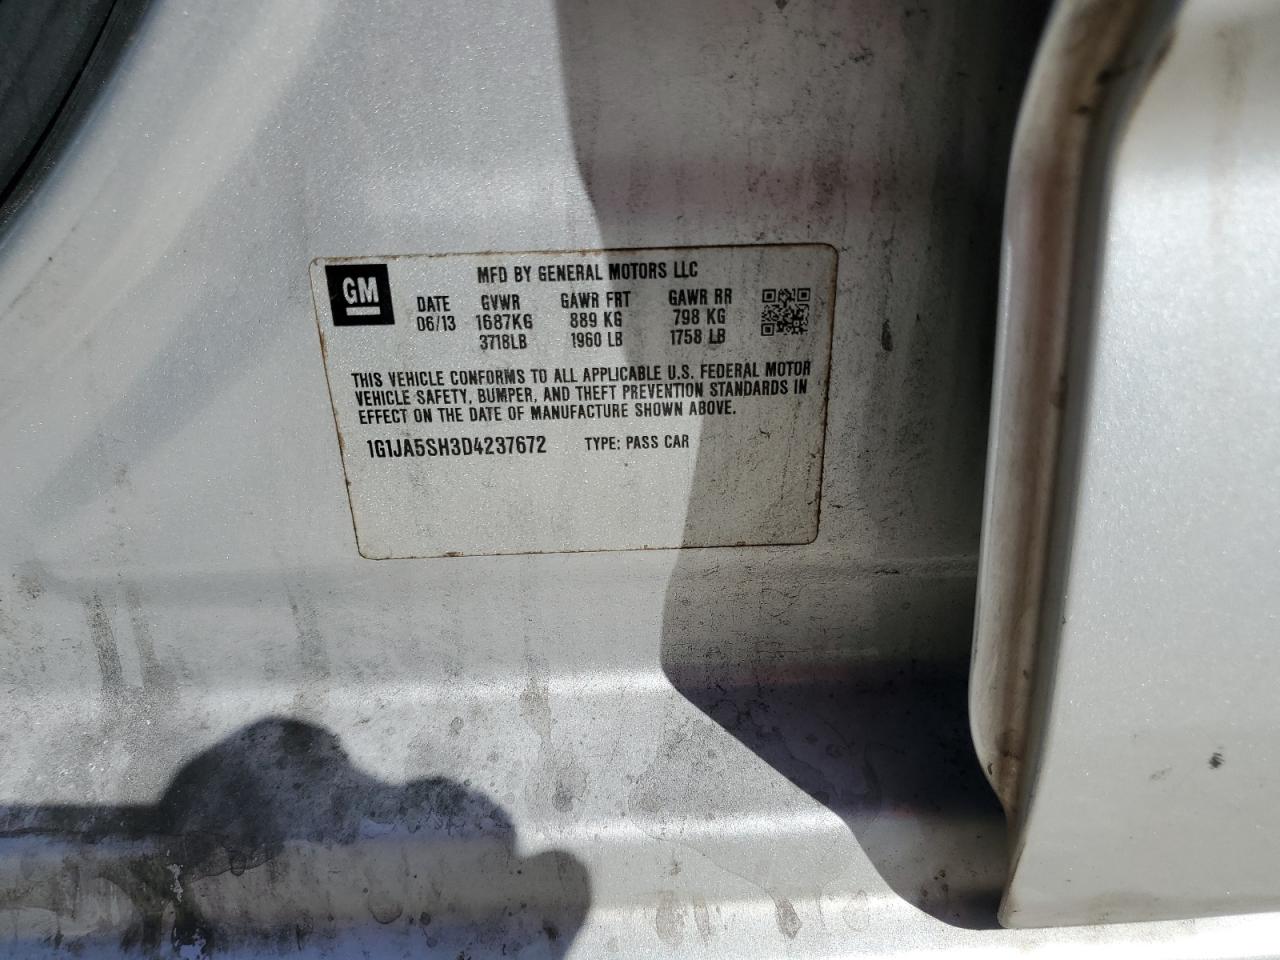 GM
MFD BY GENERAL MOTORS LLC
DATE GVWR GAWR FRT GAWR RR
06/13 1687KG 889 KG 798 KG
3718LB 1960 LB 1758 LB
THIS VEHICLE CONFORMS TO ALL APPLICABLE U.S. FEDERAL MOTOR
VEHICLE SAFETY, BUMPER, AND THEFT PREVENTION STANDARDS IN
EFFECT ON THE DATE OF MANUFACTURE SHOWN ABOVE.
1G1JA5SH3D4237672 TYPE: PASS CAR